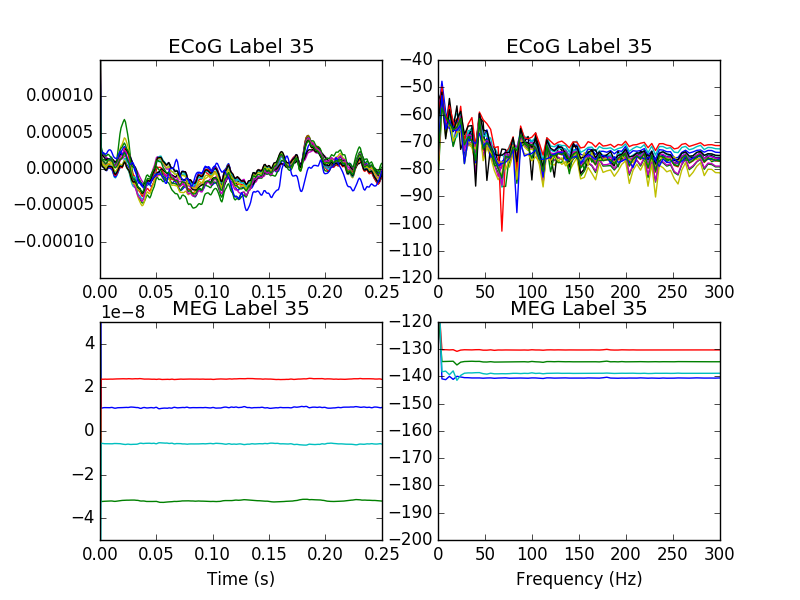 ECoG Label 35
0.00010
0.00005
0.00000
−0.00005
−0.00010
0.00 0.05 0.10 0.15 0.20 0.25
ECoG Label 35
−40
−50
−60
−70
−80
−90
−100
−110
−120
0 50 100 150 200 250 300
MEG Label 35
1e−8
4
2
0
−2
−4
0.00 0.05 0.10 0.15 0.20 0.25
Time (s)
MEG Label 35
−120
−130
−140
−150
−160
−170
−180
−190
−200
0 50 100 150 200 250 300
Frequency (Hz)